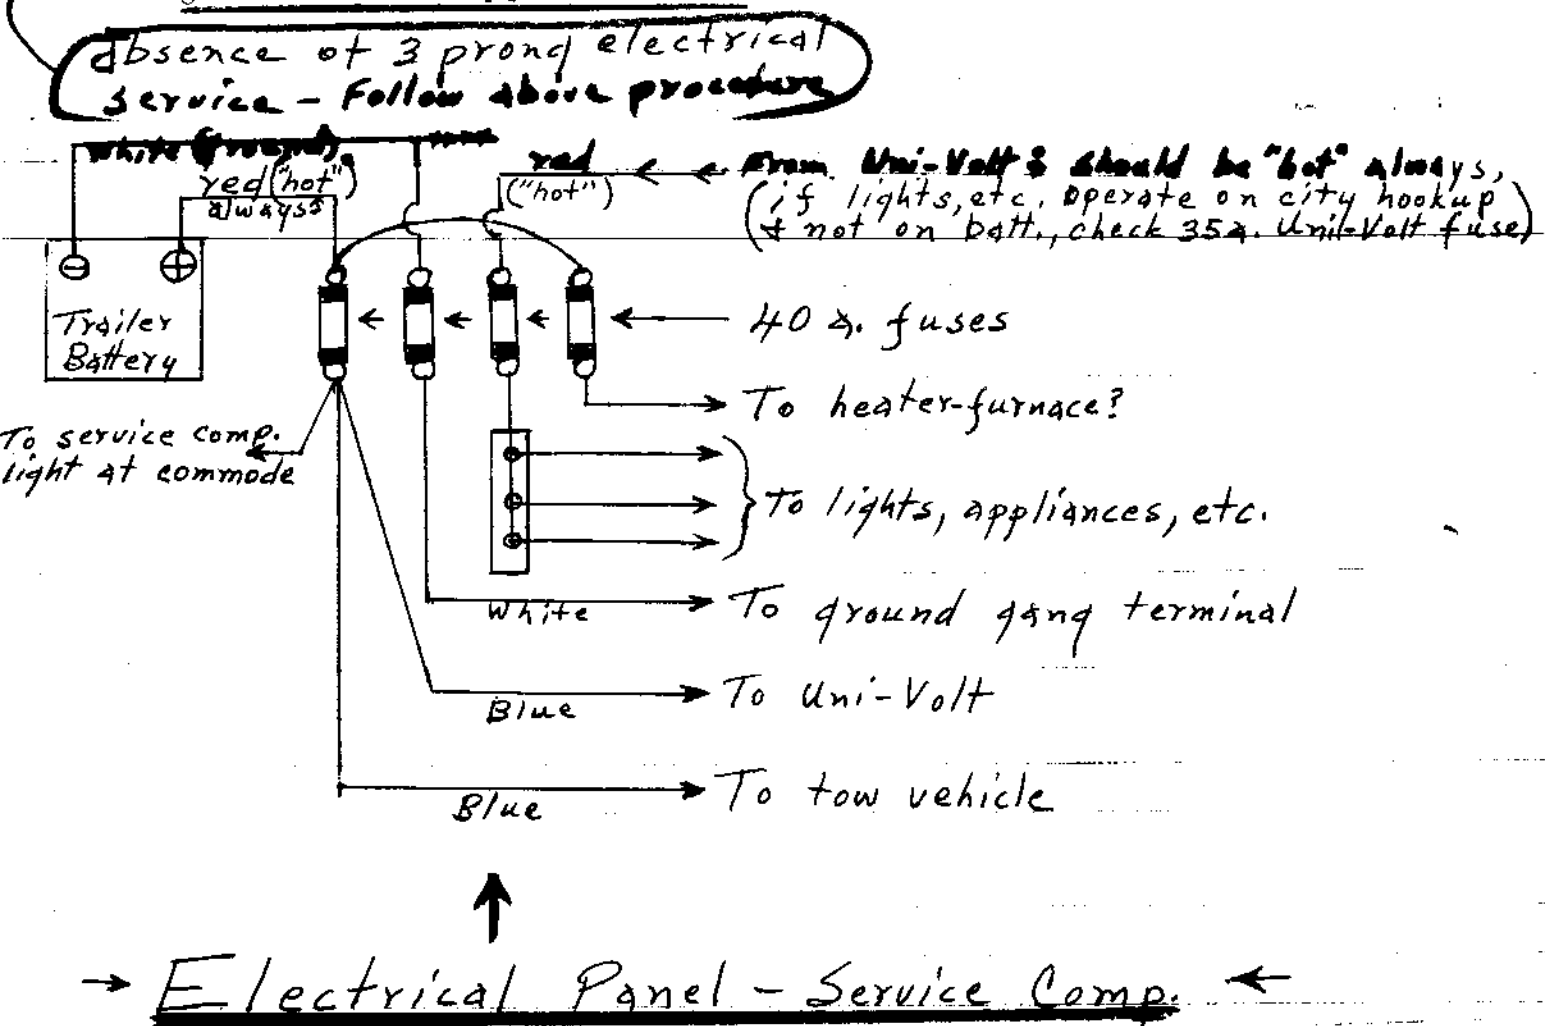 absence of 3 prong electrical
service - Follow above procedure
White (ground)
red ("hot")
always
red
("hot")
From Uni-Volt & should be "hot" always,
(if lights, etc. operate on city hookup
& not on batt., check 35a. Uni-Volt fuse)
⊖ ⊕
Trailer
Battery
40 a. fuses
To heater-furnace?
To service comp.
light at commode
To lights, appliances, etc.
White
To ground gang terminal
Blue
To Uni-Volt
Blue
To tow vehicle
Electrical Panel - Service Comp.